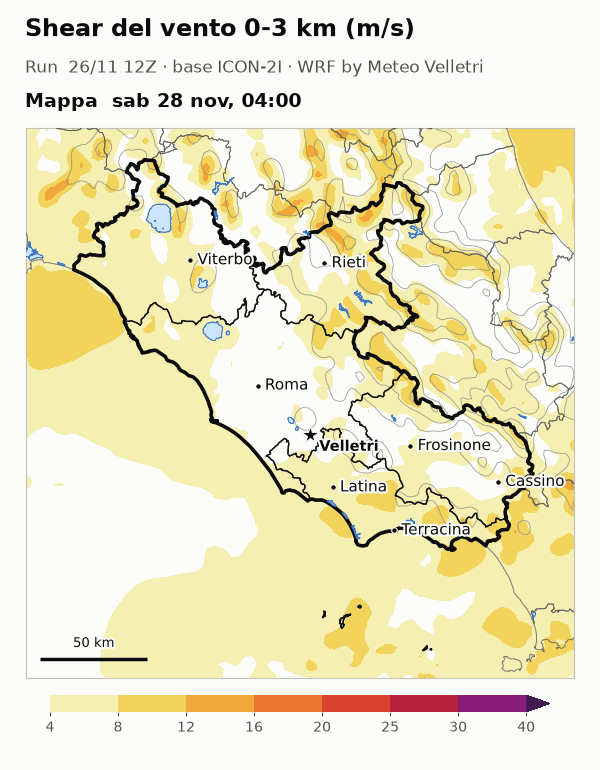 Shear del vento 0-3 km (m/s)
Run  26/11 12Z · base ICON-2I · WRF by Meteo Velletri
Mappa  sab 28 nov, 04:00
Viterbo
Rieti
Roma
Velletri
Frosinone
Latina
Cassino
Terracina
50 km
4 8 12 16 20 25 30 40